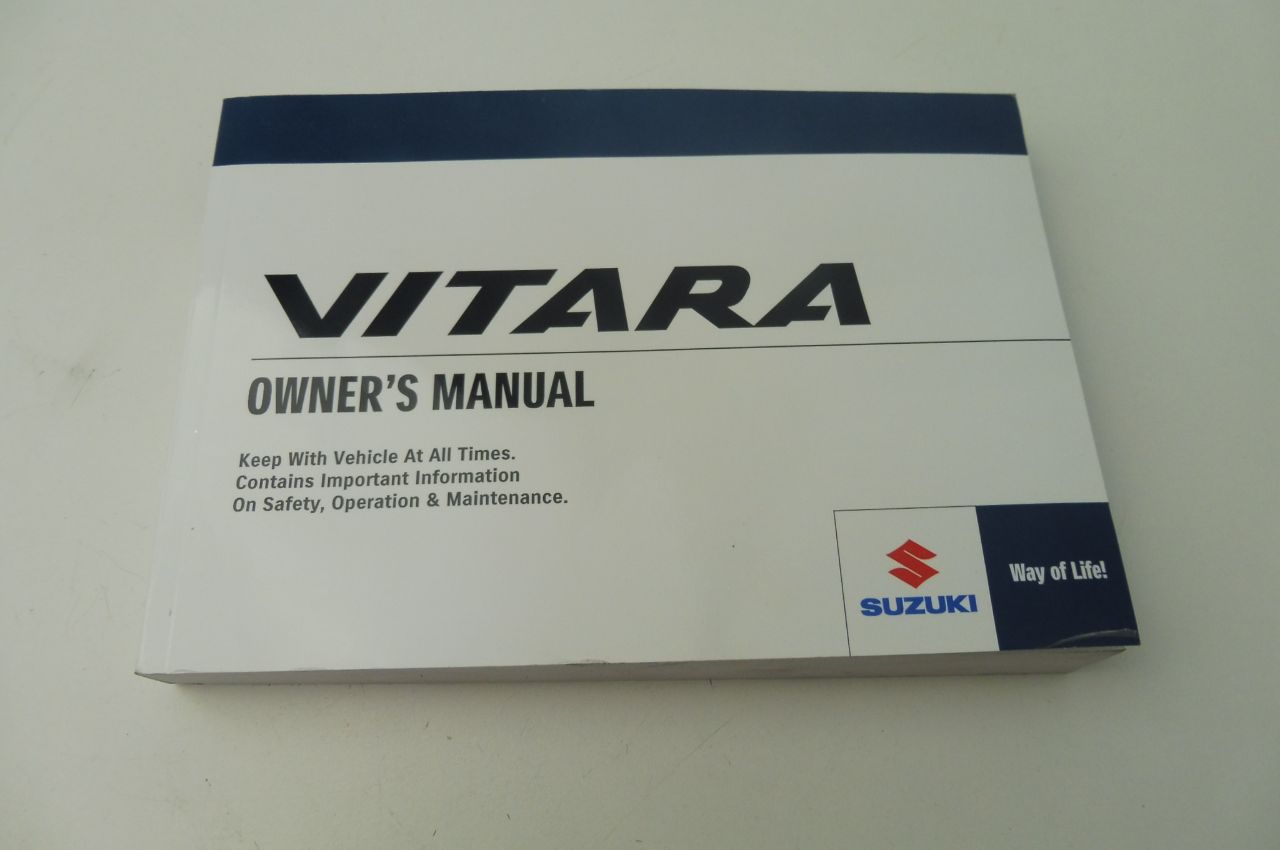 VITARA
OWNER'S MANUAL
Keep With Vehicle At All Times.
Contains Important Information
On Safety, Operation & Maintenance.
SUZUKI
Way of Life!